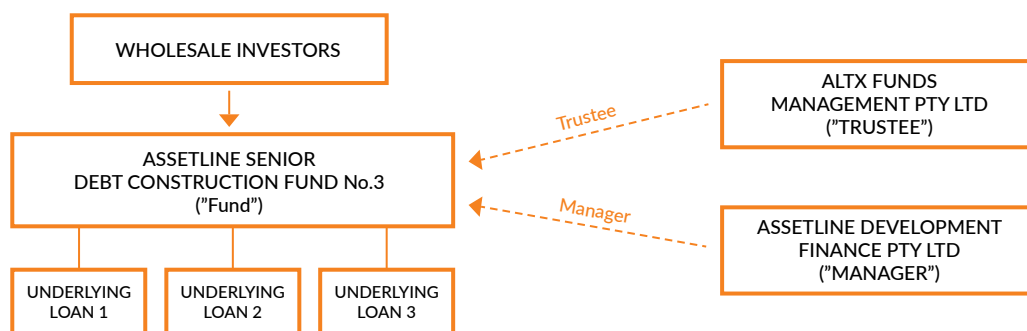 WHOLESALE INVESTORS
ALTX FUNDS
MANAGEMENT PTY LTD
("TRUSTEE")
Trustee
ASSETLINE SENIOR
DEBT CONSTRUCTION FUND No.3
("Fund")
Manager
ASSETLINE DEVELOPMENT
FINANCE PTY LTD
("MANAGER")
UNDERLYING
LOAN 1
UNDERLYING
LOAN 2
UNDERLYING
LOAN 3